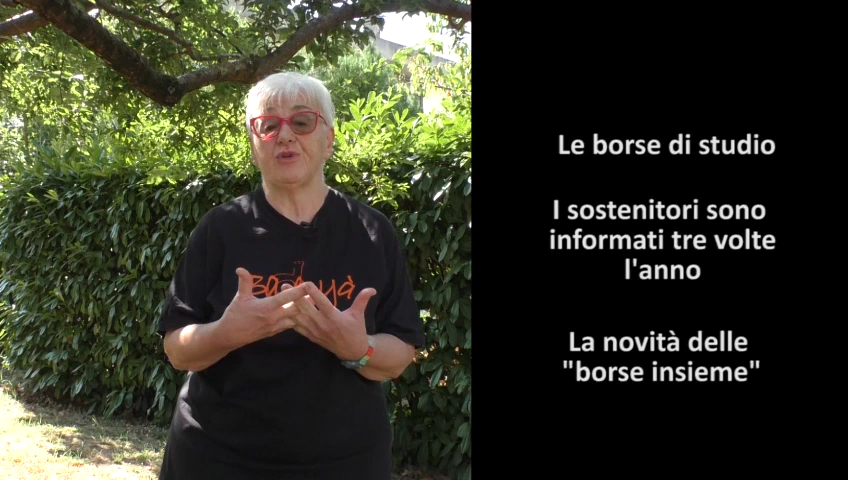 Le borse di studio
I sostenitori sono
informati tre volte
l'anno
La novità delle
"borse insieme"